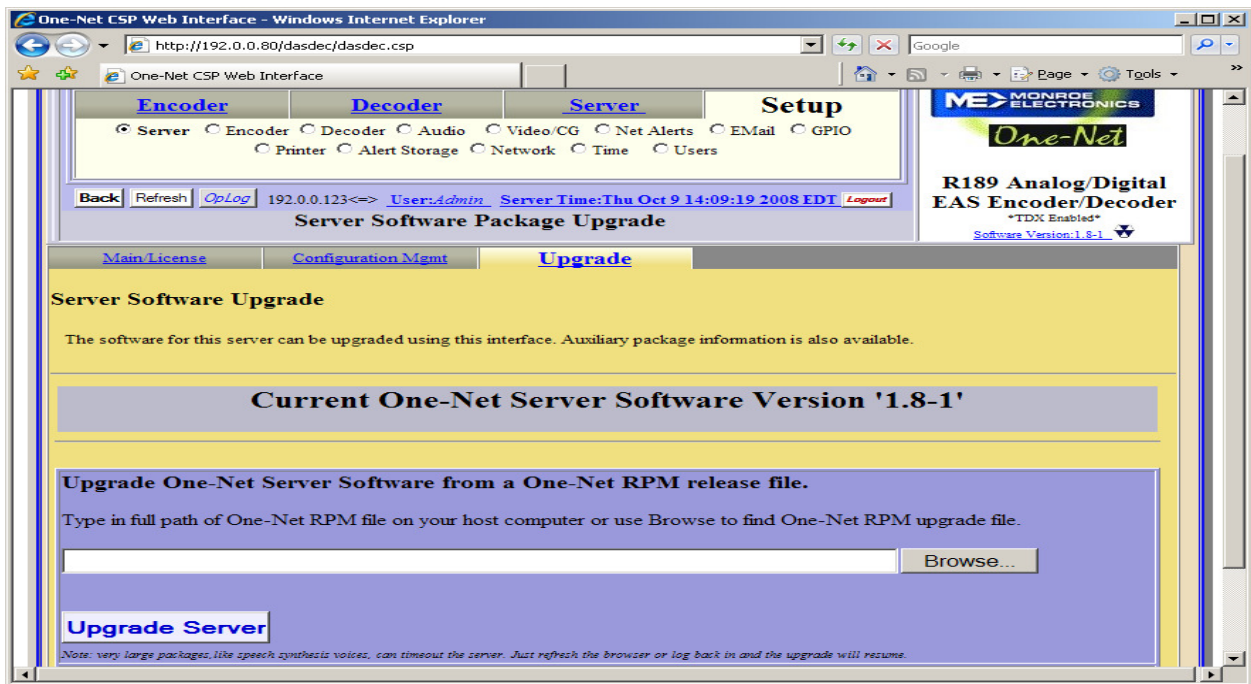 One-Net CSP Web Interface - Windows Internet Explorer
http://192.0.0.80/dasdec/dasdec.csp
Google
One-Net CSP Web Interface
Page
Tools
»
Encoder Decoder Server Setup
Server Encoder Decoder Audio Video/CG Net Alerts EMail GPIO
Printer Alert Storage Network Time Users
Back Refresh OpLog 192.0.0.123<=> User:Admin Server Time:Thu Oct 9 14:09:19 2008 EDT Logout
Server Software Package Upgrade
ME MONROE
ELECTRONICS
One-Net
R189 Analog/Digital
EAS Encoder/Decoder
*TDX Enabled*
Software Version:1.8-1
Main/License Configuration Mgmt Upgrade
Server Software Upgrade
The software for this server can be upgraded using this interface. Auxiliary package information is also available.
Current One-Net Server Software Version '1.8-1'
Upgrade One-Net Server Software from a One-Net RPM release file.
Type in full path of One-Net RPM file on your host computer or use Browse to find One-Net RPM upgrade file.
Browse...
Upgrade Server
Note: very large packages, like speech synthesis voices, can timeout the server. Just refresh the browser or log back in and the upgrade will resume.